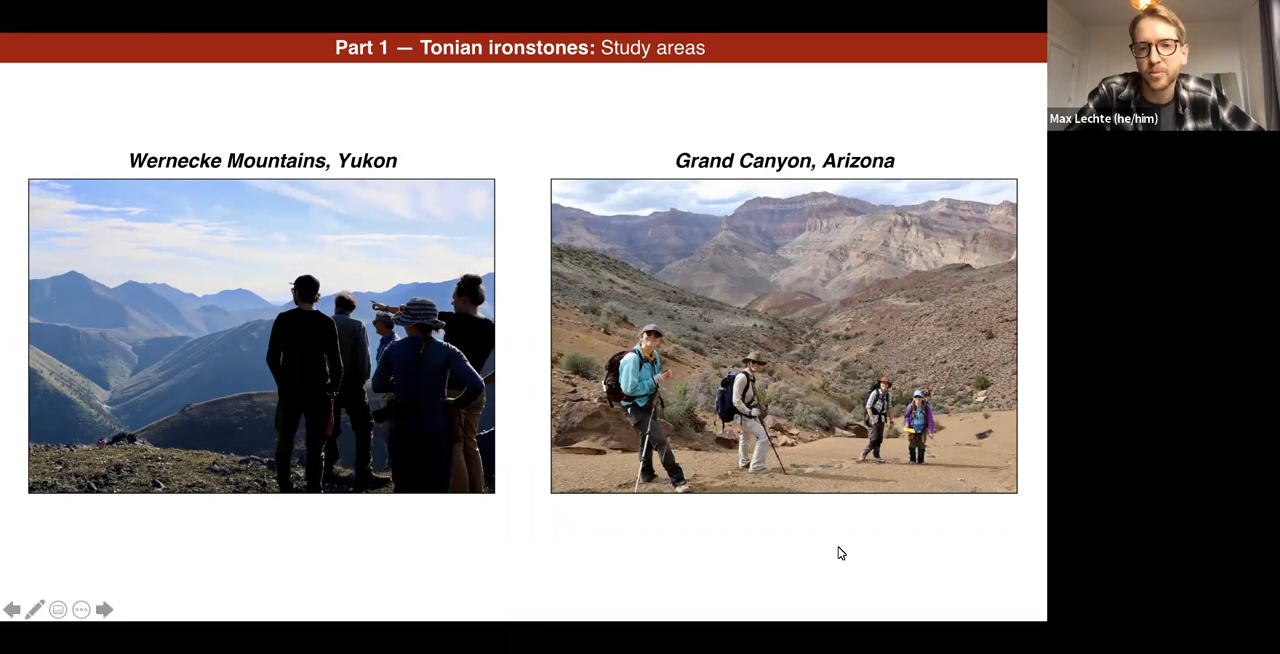 Part 1 — Tonian ironstones: Study areas
Max Lechte (he/him)
Wernecke Mountains, Yukon
Grand Canyon, Arizona